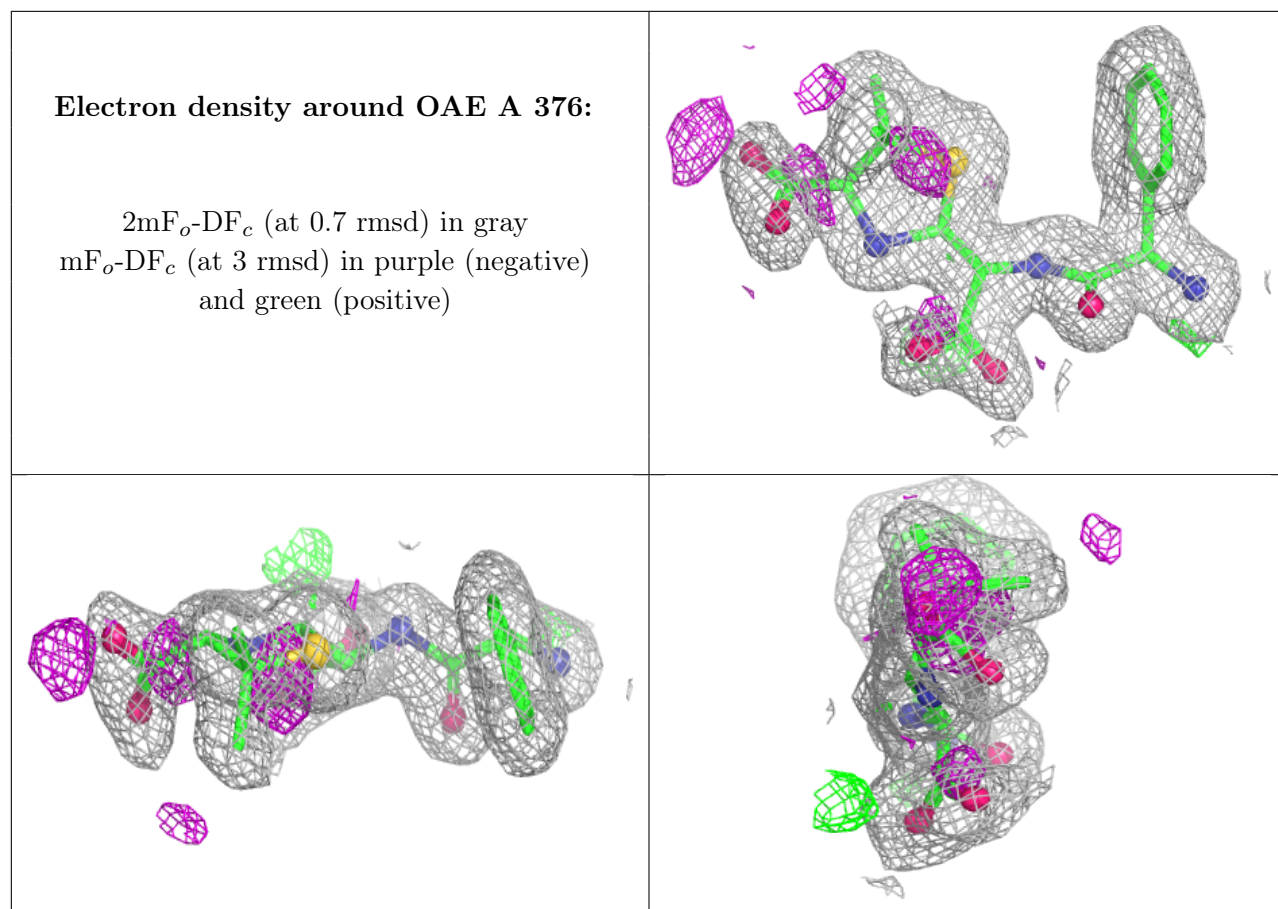 Electron density around OAE A 376:
2mFₒ-DF𝒸 (at 0.7 rmsd) in gray
mFₒ-DF𝒸 (at 3 rmsd) in purple (negative)
and green (positive)